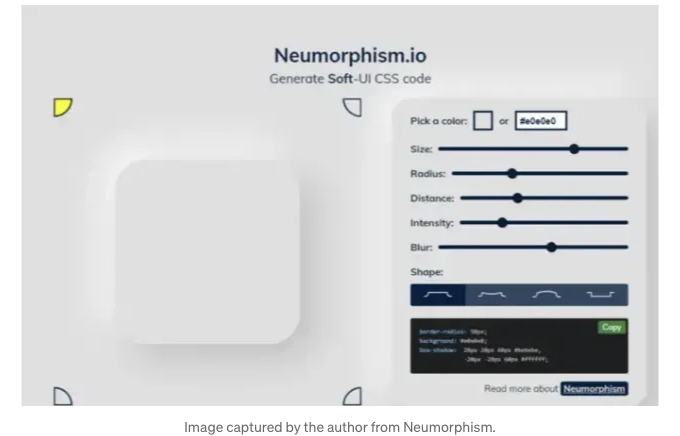 Neumorphism.io
Generate Soft-UI CSS code
Pick a color: or #e0e0e0
Size:
Radius:
Distance:
Intensity:
Blur:
Shape:
Copy
border-radius: 50px;
background: #e0e0e0;
box-shadow: 20px 20px 60px #bebebe,
-20px -20px 60px #ffffff;
Read more about Neumorphism
Image captured by the author from Neumorphism.